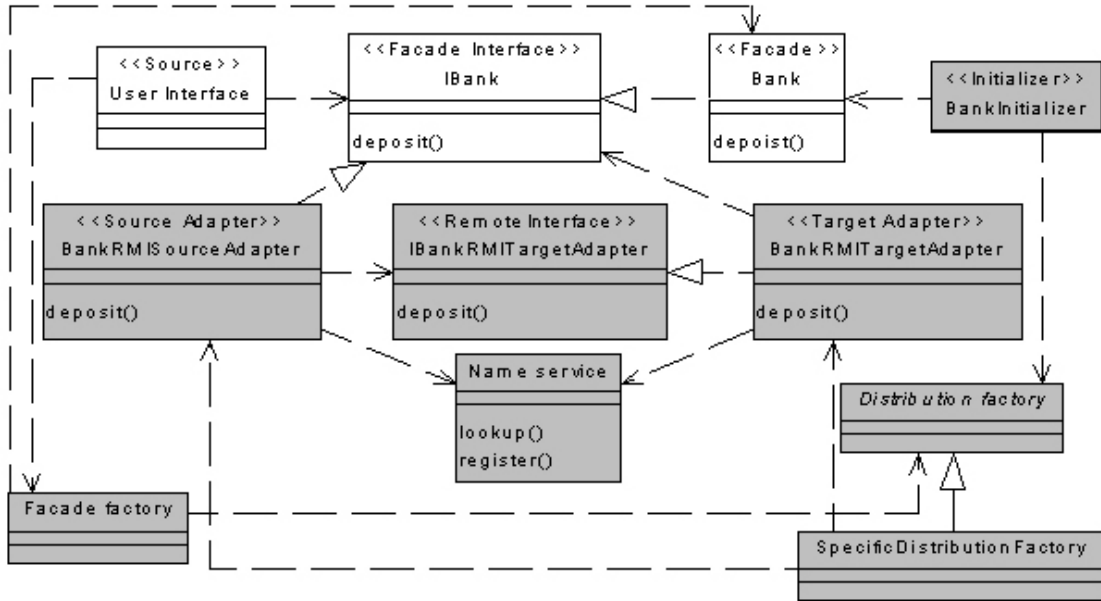 <<Source>>
User Interface
<<Facade Interface>>
IBank
deposit()
<<Facade>>
Bank
depoist()
<<Initializer>>
BankInitializer
<<Source Adapter>>
BankRMISourceAdapter
deposit()
<<Remote Interface>>
IBankRMITargetAdapter
deposit()
<<Target Adapter>>
BankRMITargetAdapter
deposit()
Name service
lookup()
register()
Distribution factory
Facade factory
SpecificDistributionFactory